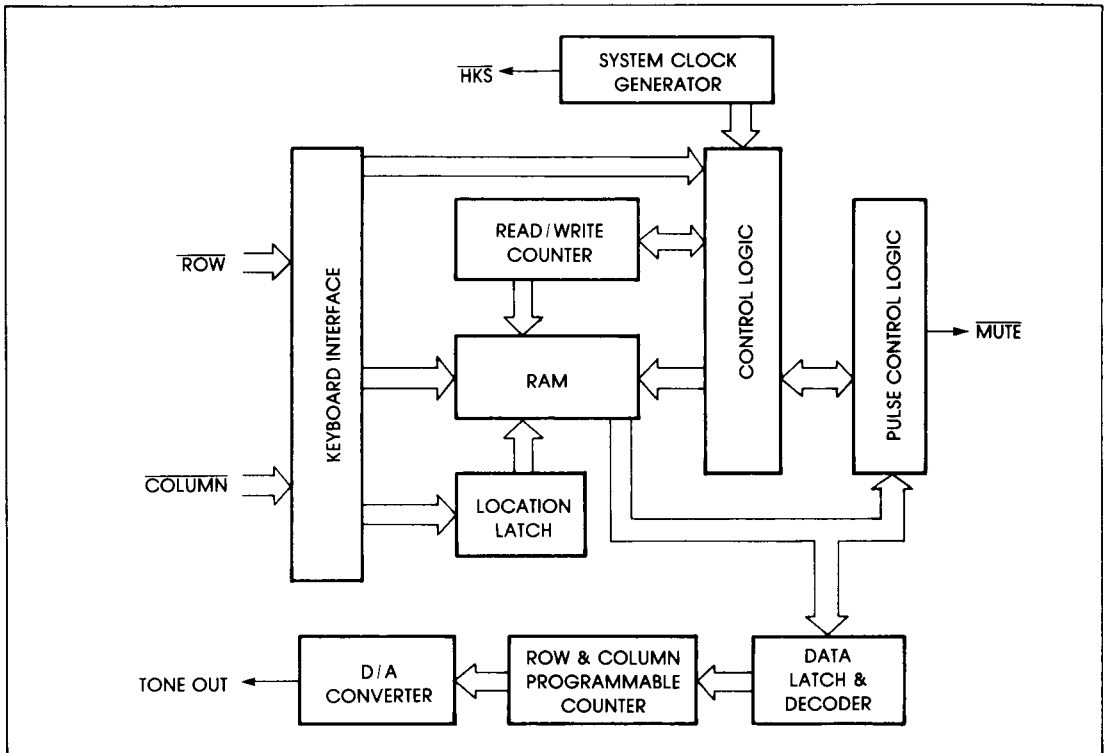 HKS
SYSTEM CLOCK
GENERATOR
KEYBOARD INTERFACE
READ/WRITE
COUNTER
CONTROL LOGIC
PULSE CONTROL LOGIC
ROW
MUTE
RAM
COLUMN
LOCATION
LATCH
TONE OUT
D/A
CONVERTER
ROW & COLUMN
PROGRAMMABLE
COUNTER
DATA
LATCH &
DECODER